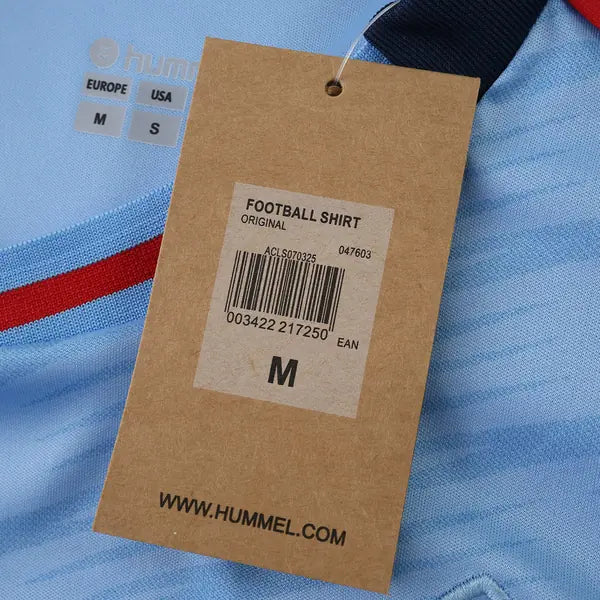 humm
EUROPE USA
M S
FOOTBALL SHIRT
ORIGINAL
ACLS070325 047603
003422 217250
EAN
M
WWW.HUMMEL.COM